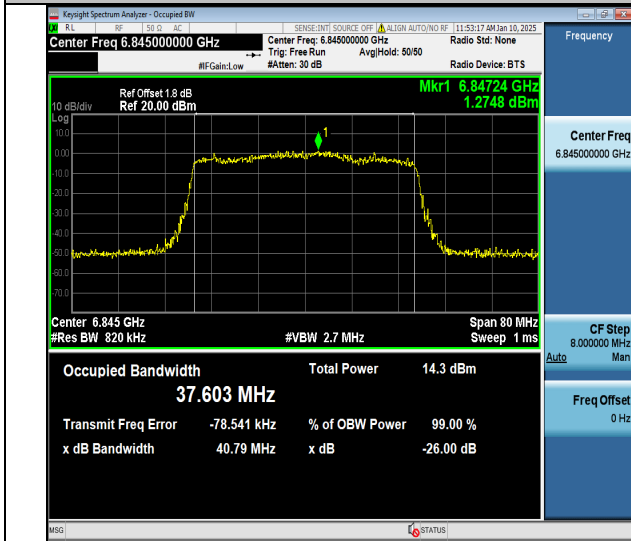 Keysight Spectrum Analyzer - Occupied BW
RL RF 50 Ω AC SENSE:INT SOURCE OFF ALIGN AUTO/NO RF 11:53:17 AM Jan 10, 2025
Center Freq 6.845000000 GHz
Center Freq: 6.845000000 GHz Radio Std: None
Trig: Free Run Avg|Hold: 50/50
#IFGain:Low #Atten: 30 dB Radio Device: BTS
Frequency
Ref Offset 1.8 dB
10 dB/div Ref 20.00 dBm
Mkr1 6.84724 GHz
1.2748 dBm
Log
10.0
0.00
-10.0
-20.0
-30.0
-40.0
-50.0
-60.0
-70.0
1
Center 6.845 GHz Span 80 MHz
#Res BW 820 kHz #VBW 2.7 MHz Sweep 1 ms
Occupied Bandwidth Total Power 14.3 dBm
37.603 MHz
Transmit Freq Error -78.541 kHz % of OBW Power 99.00 %
x dB Bandwidth 40.79 MHz x dB -26.00 dB
Center Freq
6.845000000 GHz
CF Step
8.000000 MHz
Auto Man
Freq Offset
0 Hz
MSG STATUS